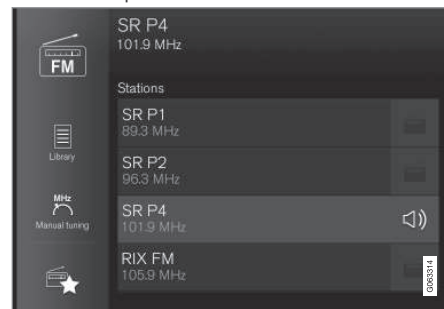 SR P4
101.9 MHz
FM
Stations
SR P1
89.3 MHz
Library
SR P2
96.3 MHz
MHz
Manual tuning
SR P4
101.9 MHz
RIX FM
105.9 MHz
G063314